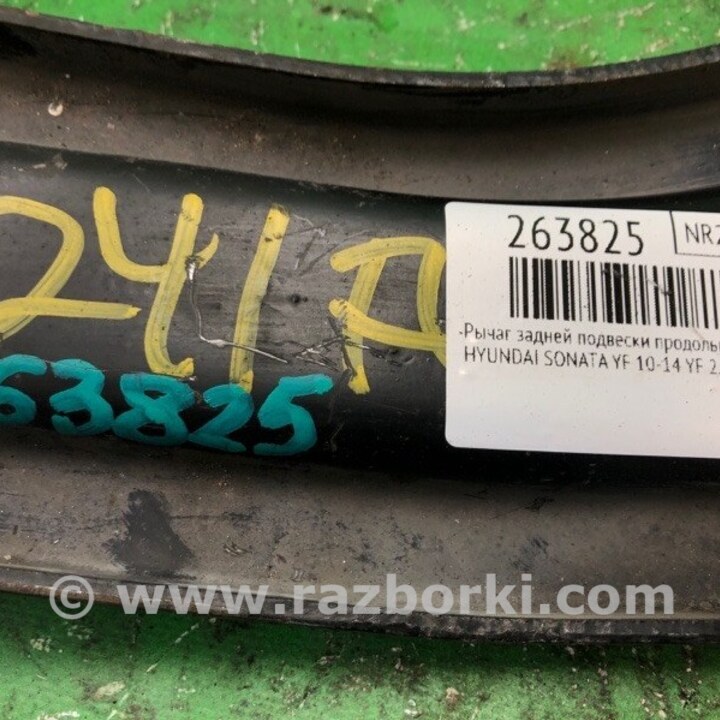 241A
63825
263825
NR2
-Рычаг задней подвески продоль
HYUNDAI SONATA YF 10-14 YF 2.
© www.razborki.com